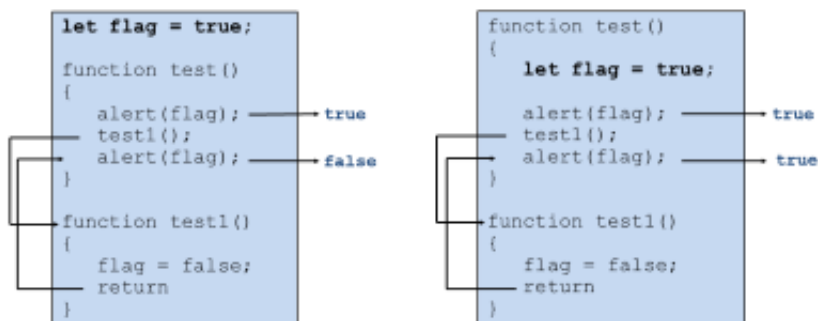 let flag = true;
function test()
{
alert(flag); true
test1();
alert(flag); false
}
function test1()
{
flag = false;
return
}
function test()
{
let flag = true;
alert(flag); true
test1();
alert(flag); true
}
function test1()
{
flag = false;
return
}